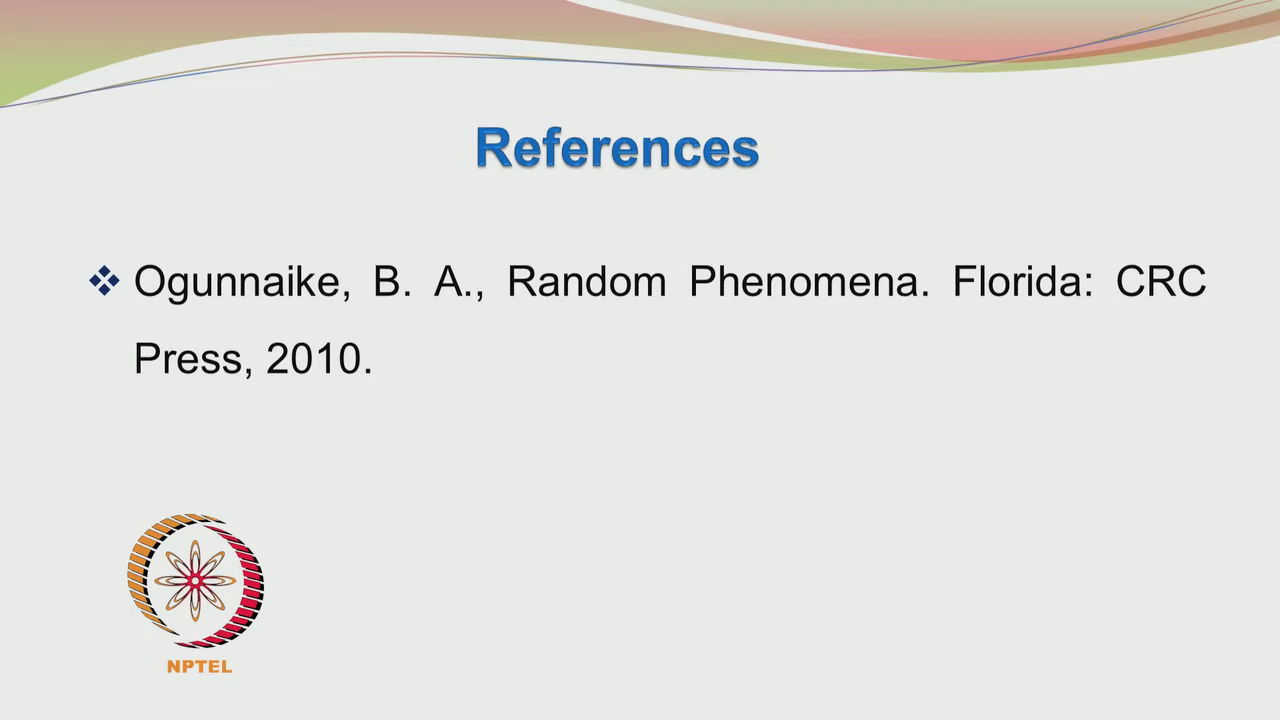 References
Ogunnaike, B. A., Random Phenomena. Florida: CRC
Press, 2010.
NPTEL